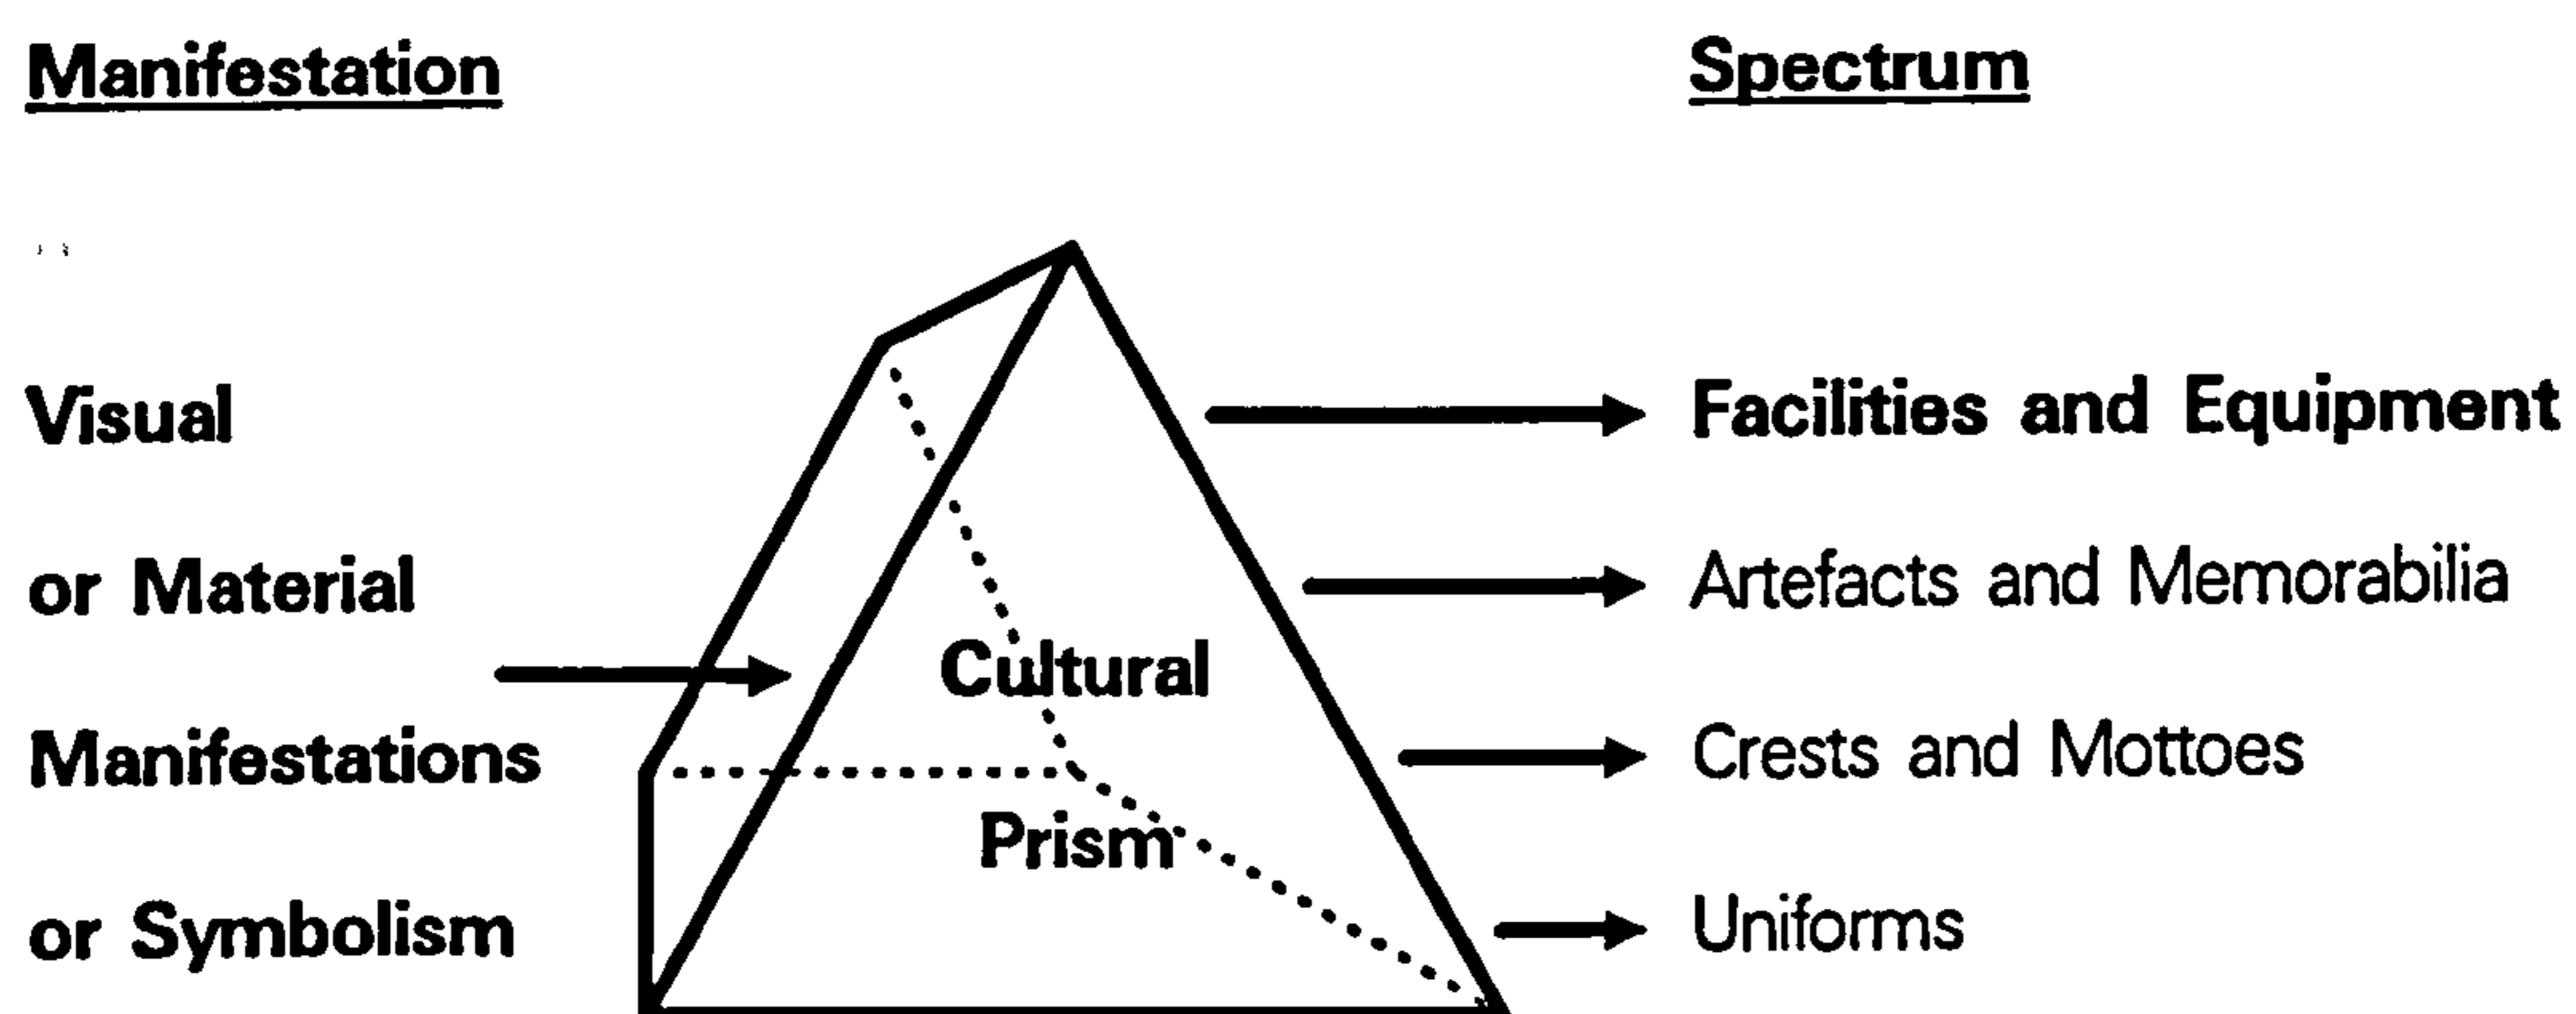 Manifestation
Spectrum
Visual
or Material
Manifestations
or Symbolism
Cultural
Prism
Facilities and Equipment
Artefacts and Memorabilia
Crests and Mottoes
Uniforms